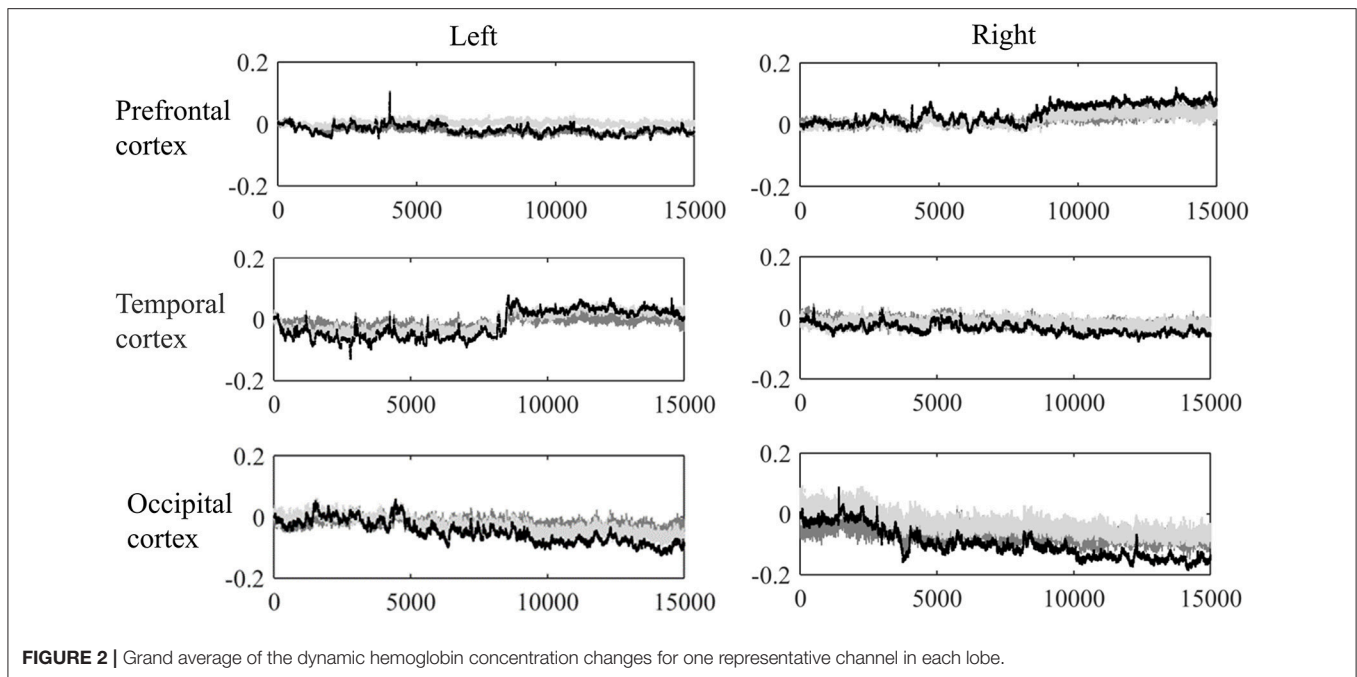 Left
Right
Prefrontal
cortex
0.2
0
-0.2
0 5000 10000 15000
0.2
0
-0.2
0 5000 10000 15000
Temporal
cortex
0.2
0
-0.2
0 5000 10000 15000
0.2
0
-0.2
0 5000 10000 15000
Occipital
cortex
0.2
0
-0.2
0 5000 10000 15000
0.2
0
-0.2
0 5000 10000 15000
FIGURE 2 | Grand average of the dynamic hemoglobin concentration changes for one representative channel in each lobe.